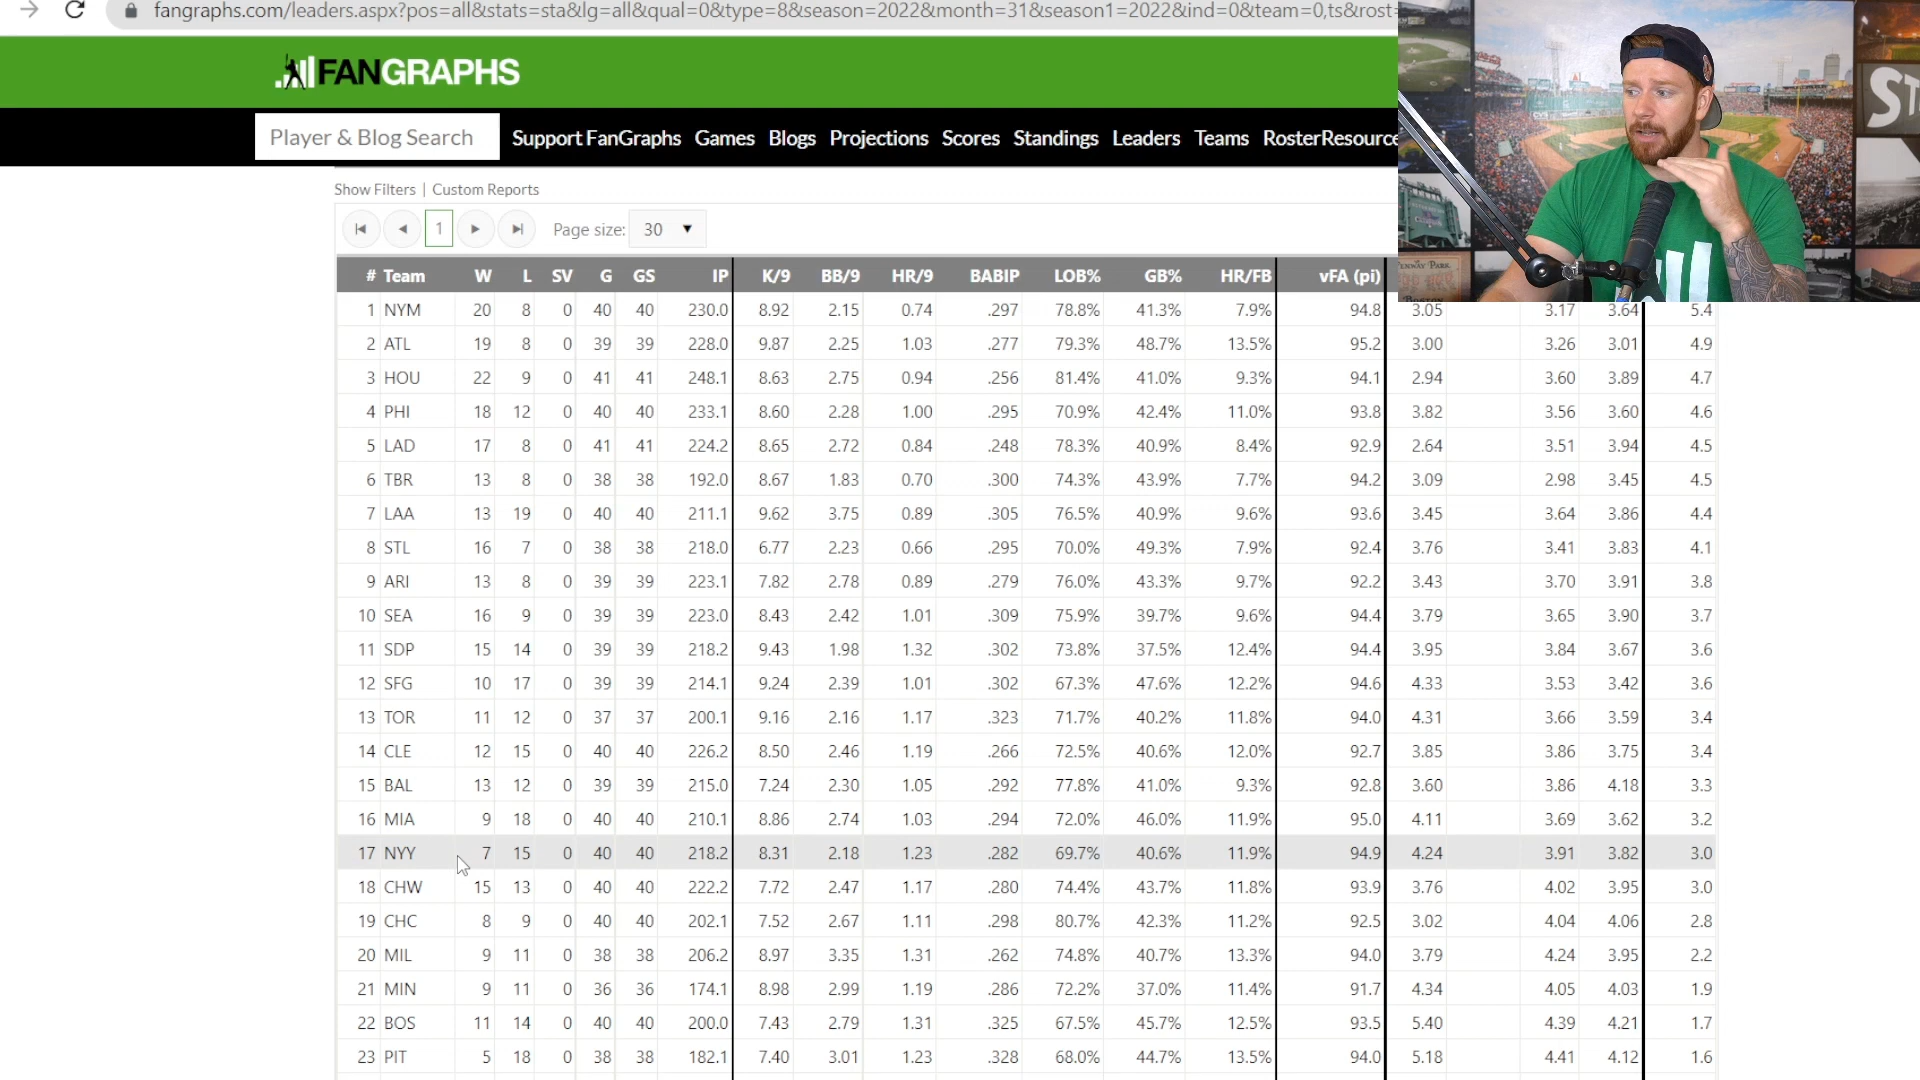 fangraphs.com/leaders.aspx?pos=all&stats=sta&lg=all&qual=0&type=8&season=2022&month=31&season1=2022&ind=0&team=0,ts&rost=
FANGRAPHS
Player & Blog Search Support FanGraphs Games Blogs Projections Scores Standings Leaders Teams RosterResource
Show Filters | Custom Reports
1 Page size: 30
# Team W L SV G GS IP K/9 BB/9 HR/9 BABIP LOB% GB% HR/FB vFA (pi)
1 NYM 20 8 0 40 40 230.0 8.92 2.15 0.74 .297 78.8% 41.3% 7.9% 94.8 3.05 3.17 3.64 5.4
2 ATL 19 8 0 39 39 228.0 9.87 2.25 1.03 .277 79.3% 48.7% 13.5% 95.2 3.00 3.26 3.01 4.9
3 HOU 22 9 0 41 41 248.1 8.63 2.75 0.94 .256 81.4% 41.0% 9.3% 94.1 2.94 3.60 3.89 4.7
4 PHI 18 12 0 40 40 233.1 8.60 2.28 1.00 .295 70.9% 42.4% 11.0% 93.8 3.82 3.56 3.60 4.6
5 LAD 17 8 0 41 41 224.2 8.65 2.72 0.84 .248 78.3% 40.9% 8.4% 92.9 2.64 3.51 3.94 4.5
6 TBR 13 8 0 38 38 192.0 8.67 1.83 0.70 .300 74.3% 43.9% 7.7% 94.2 3.09 2.98 3.45 4.5
7 LAA 13 19 0 40 40 211.1 9.62 3.75 0.89 .305 76.5% 40.9% 9.6% 93.6 3.45 3.64 3.86 4.4
8 STL 16 7 0 38 38 218.0 6.77 2.23 0.66 .295 70.0% 49.3% 7.9% 92.4 3.76 3.41 3.83 4.1
9 ARI 13 8 0 39 39 223.1 7.82 2.78 0.89 .279 76.0% 43.3% 9.7% 92.2 3.43 3.70 3.91 3.8
10 SEA 16 9 0 39 39 223.0 8.43 2.42 1.01 .309 75.9% 39.7% 9.6% 94.4 3.79 3.65 3.90 3.7
11 SDP 15 14 0 39 39 218.2 9.43 1.98 1.32 .302 73.8% 37.5% 12.4% 94.4 3.95 3.84 3.67 3.6
12 SFG 10 17 0 39 39 214.1 9.24 2.39 1.01 .302 67.3% 47.6% 12.2% 94.6 4.33 3.53 3.42 3.6
13 TOR 11 12 0 37 37 200.1 9.16 2.16 1.17 .323 71.7% 40.2% 11.8% 94.0 4.31 3.66 3.59 3.4
14 CLE 12 15 0 40 40 226.2 8.50 2.46 1.19 .266 72.5% 40.6% 12.0% 92.7 3.85 3.86 3.75 3.4
15 BAL 13 12 0 39 39 215.0 7.24 2.30 1.05 .292 77.8% 41.0% 9.3% 92.8 3.60 3.86 4.18 3.3
16 MIA 9 18 0 40 40 210.1 8.86 2.74 1.03 .294 72.0% 46.0% 11.9% 95.0 4.11 3.69 3.62 3.2
17 NYY 7 15 0 40 40 218.2 8.31 2.18 1.23 .282 69.7% 40.6% 11.9% 94.9 4.24 3.91 3.82 3.0
18 CHW 15 13 0 40 40 222.2 7.72 2.47 1.17 .280 74.4% 43.7% 11.8% 93.9 3.76 4.02 3.95 3.0
19 CHC 8 9 0 40 40 202.1 7.52 2.67 1.11 .298 80.7% 42.3% 11.2% 92.5 3.02 4.04 4.06 2.8
20 MIL 9 11 0 38 38 206.2 8.97 3.35 1.31 .262 74.8% 40.7% 13.3% 94.0 3.79 4.24 3.95 2.2
21 MIN 9 11 0 36 36 174.1 8.98 2.99 1.19 .286 72.2% 37.0% 11.4% 91.7 4.34 4.05 4.03 1.9
22 BOS 11 14 0 40 40 200.0 7.43 2.79 1.31 .325 67.5% 45.7% 12.5% 93.5 5.40 4.39 4.21 1.7
23 PIT 5 18 0 38 38 182.1 7.40 3.01 1.23 .328 68.0% 44.7% 13.5% 94.0 5.18 4.41 4.12 1.6